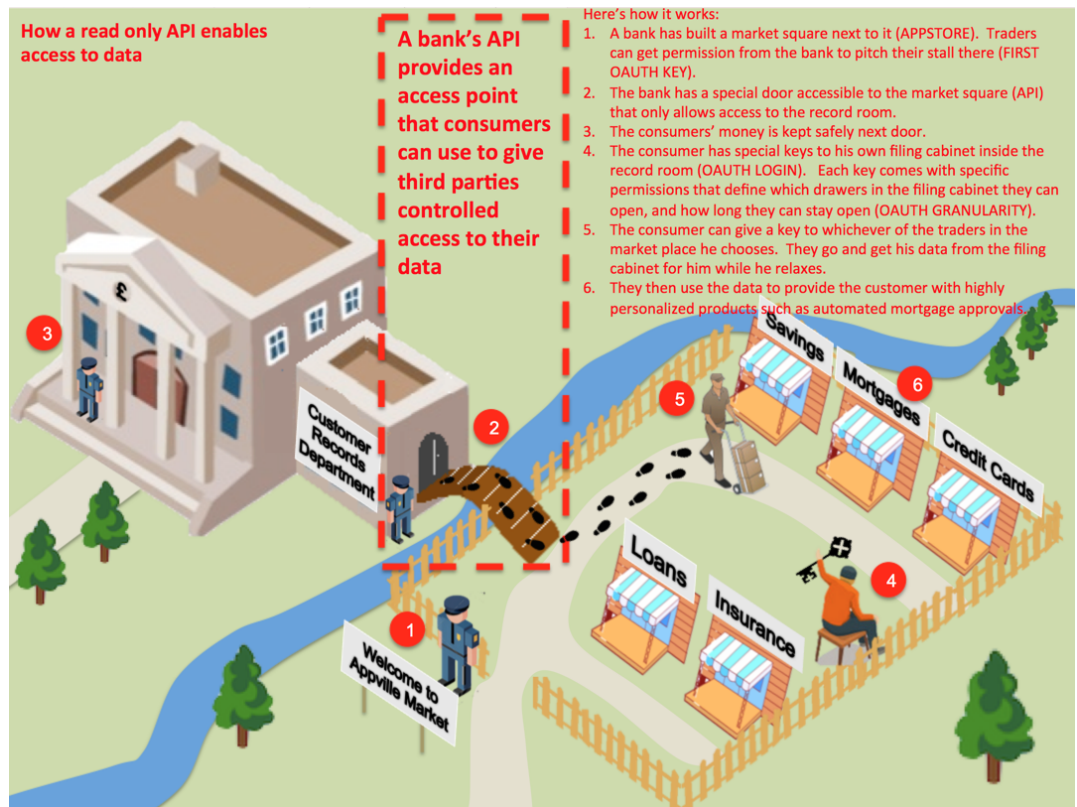 How a read only API enables
access to data
A bank's API
provides an
access point
that consumers
can use to give
third parties
controlled
access to their
data
Here's how it works:
1. A bank has built a market square next to it (APPSTORE). Traders
can get permission from the bank to pitch their stall there (FIRST
OAUTH KEY).
2. The bank has a special door accessible to the market square (API)
that only allows access to the record room.
3. The consumers' money is kept safely next door.
4. The consumer has special keys to his own filing cabinet inside the
record room (OAUTH LOGIN). Each key comes with specific
permissions that define which drawers in the filing cabinet they can
open, and how long they can stay open (OAUTH GRANULARITY).
5. The consumer can give a key to whichever of the traders in the
market place he chooses. They go and get his data from the filing
cabinet for him while he relaxes.
6. They then use the data to provide the customer with highly
personalized products such as automated mortgage approvals.
£
3
Customer
Records
Department
2
5
Savings
Mortgages
6
Credit Cards
Loans
Insurance
4
1
Welcome to
Appville Market